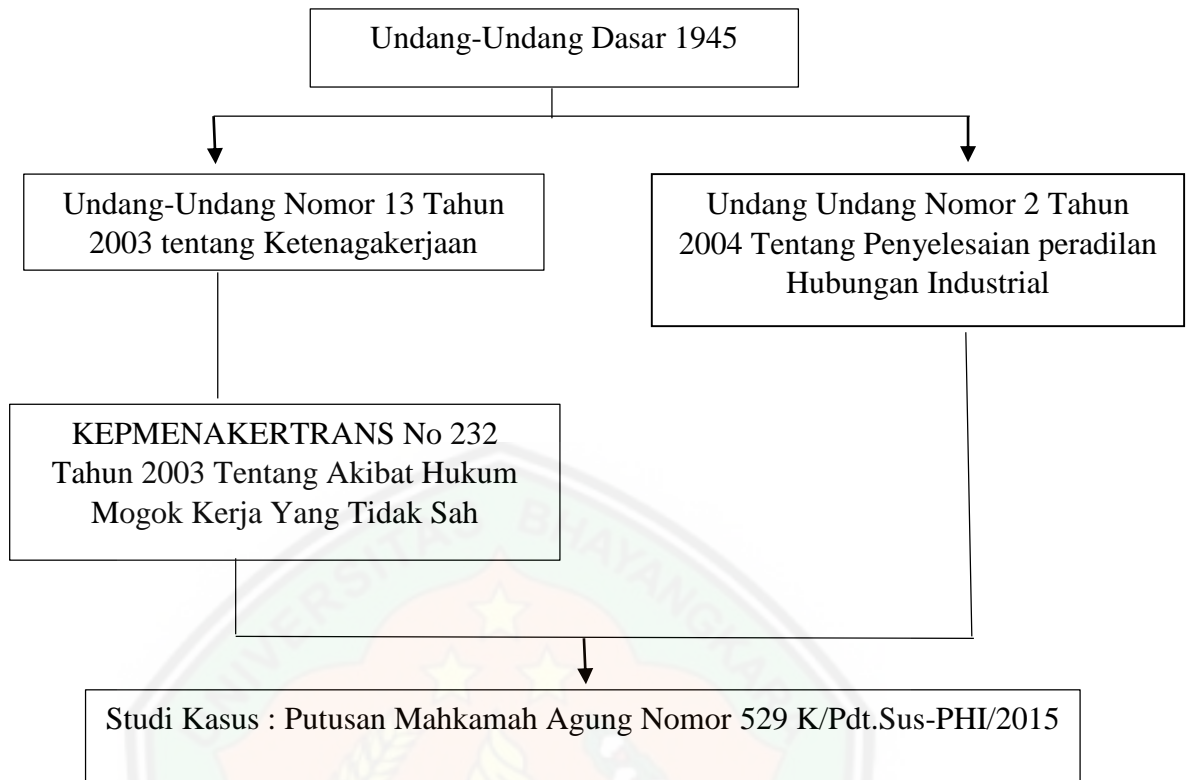 Undang-Undang Dasar 1945
Undang-Undang Nomor 13 Tahun
2003 tentang Ketenagakerjaan
Undang Undang Nomor 2 Tahun
2004 Tentang Penyelesaian peradilan
Hubungan Industrial
KEPMENAKERTRANS No 232
Tahun 2003 Tentang Akibat Hukum
Mogok Kerja Yang Tidak Sah
UNIVERSITAS BHAYANGKARA
Studi Kasus : Putusan Mahkamah Agung Nomor 529 K/Pdt.Sus-PHI/2015